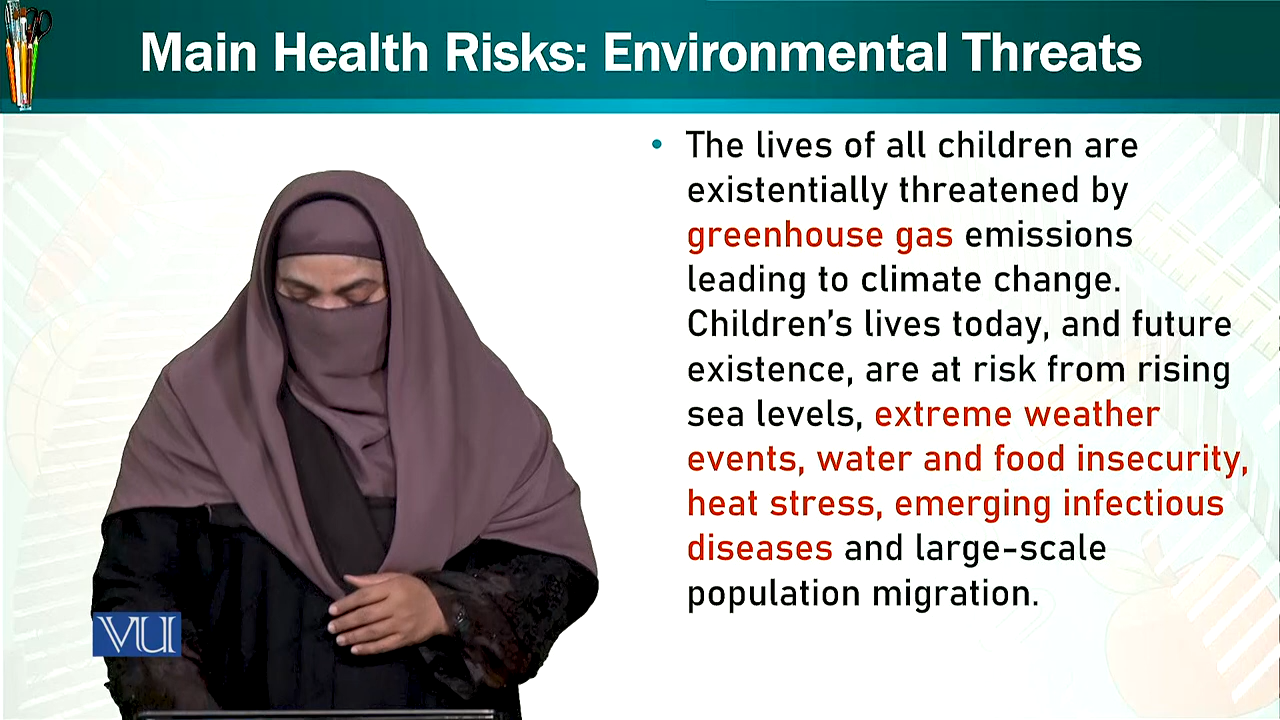 Main Health Risks: Environmental Threats
• The lives of all children are
existentially threatened by
greenhouse gas emissions
leading to climate change.
Children’s lives today, and future
existence, are at risk from rising
sea levels, extreme weather
events, water and food insecurity,
heat stress, emerging infectious
diseases and large-scale
population migration.
VU